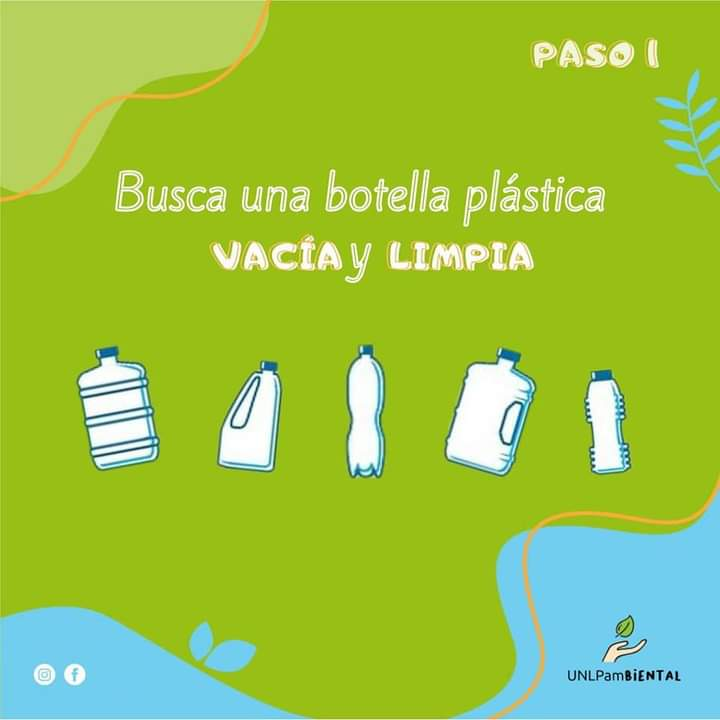 PASO 1
Busca una botella plástica
VACÍA y LIMPIA
UNLPamBiENTAL